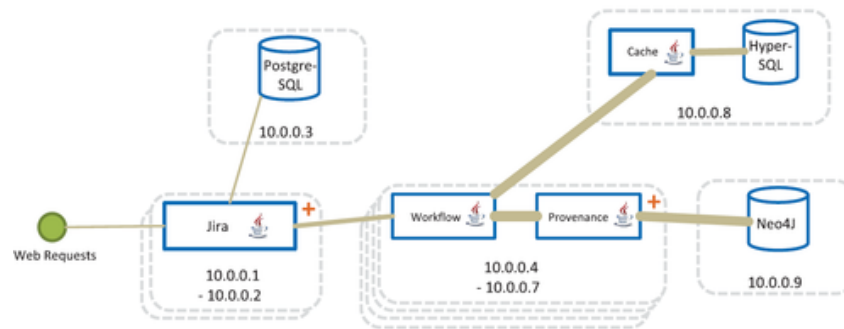 Postgre-
SQL
10.0.0.3
Cache
Hyper-
SQL
10.0.0.8
Web Requests
Jira
+
10.0.0.1
- 10.0.0.2
Workflow
Provenance
+
10.0.0.4
- 10.0.0.7
Neo4J
10.0.0.9